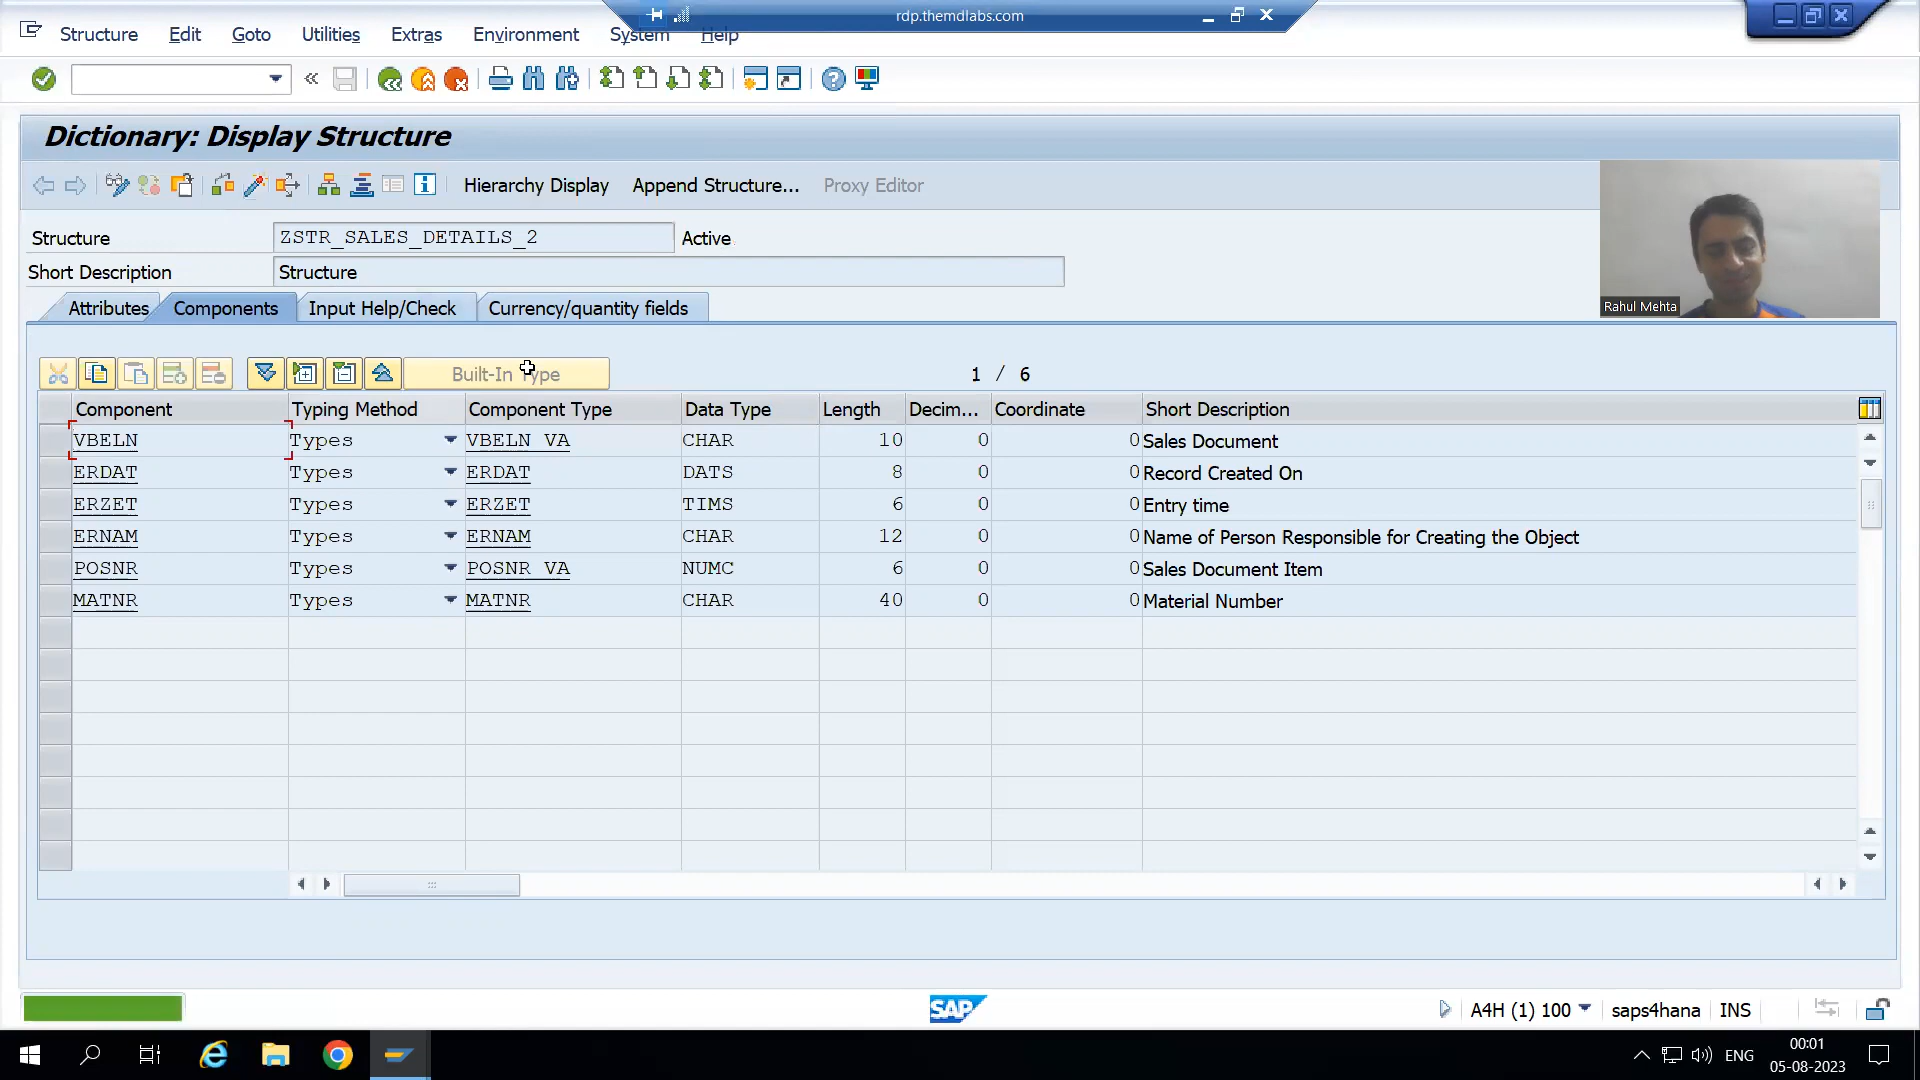 rdp.themdlabs.com
Structure Edit Goto Utilities Extras Environment System Help
Dictionary: Display Structure
Hierarchy Display Append Structure... Proxy Editor
Structure ZSTR_SALES_DETAILS_2 Active
Short Description Structure
Rahul Mehta
Attributes Components Input Help/Check Currency/quantity fields
Built-In Type 1 / 6
Component Typing Method Component Type Data Type Length Decim... Coordinate Short Description
VBELN Types VBELN_VA CHAR 10 0 0 Sales Document
ERDAT Types ERDAT DATS 8 0 0 Record Created On
ERZET Types ERZET TIMS 6 0 0 Entry time
ERNAM Types ERNAM CHAR 12 0 0 Name of Person Responsible for Creating the Object
POSNR Types POSNR_VA NUMC 6 0 0 Sales Document Item
MATNR Types MATNR CHAR 40 0 0 Material Number
SAP A4H (1) 100 saps4hana INS
ENG 00:01
05-08-2023